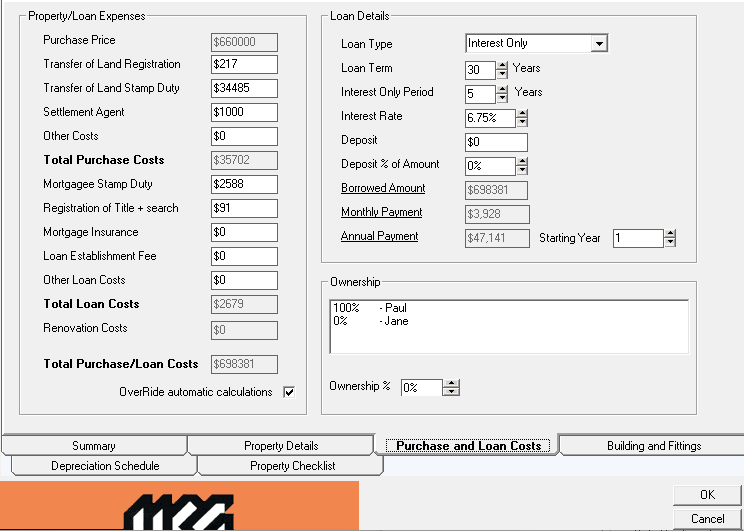 Property/Loan Expenses
Purchase Price $660000
Transfer of Land Registration $217
Transfer of Land Stamp Duty $34485
Settlement Agent $1000
Other Costs $0
Total Purchase Costs $35702
Mortgagee Stamp Duty $2588
Registration of Title + search $91
Mortgage Insurance $0
Loan Establishment Fee $0
Other Loan Costs $0
Total Loan Costs $2679
Renovation Costs $0
Total Purchase/Loan Costs $698381
OverRide automatic calculations
Loan Details
Loan Type Interest Only
Loan Term 30 Years
Interest Only Period 5 Years
Interest Rate 6.75%
Deposit $0
Deposit % of Amount 0%
Borrowed Amount $698381
Monthly Payment $3,928
Annual Payment $47,141 Starting Year 1
Ownership
100% - Paul
0% - Jane
Ownership % 0%
Summary Property Details Purchase and Loan Costs Building and Fittings
Depreciation Schedule Property Checklist
OK
Cancel